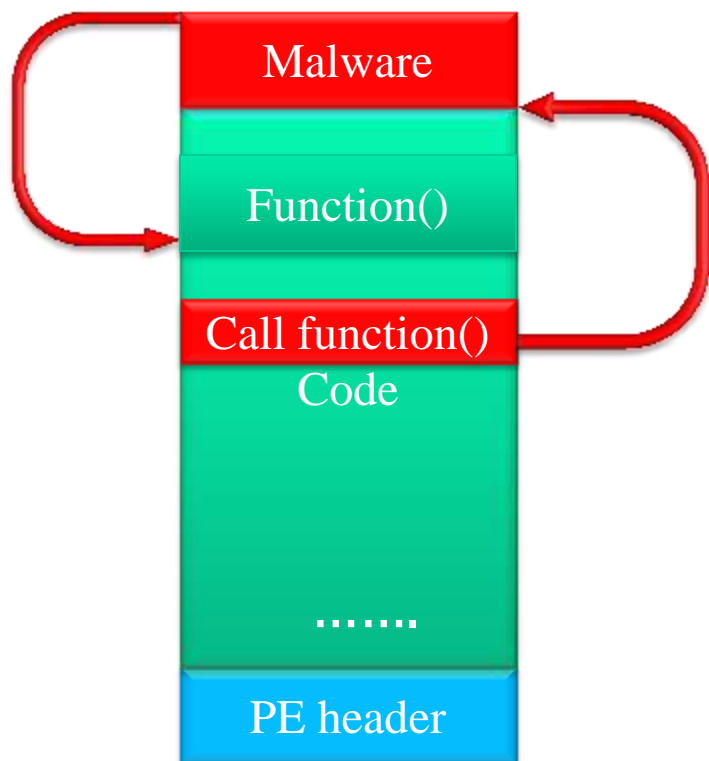 Malware
Function()
Call function()
Code
.......
PE header